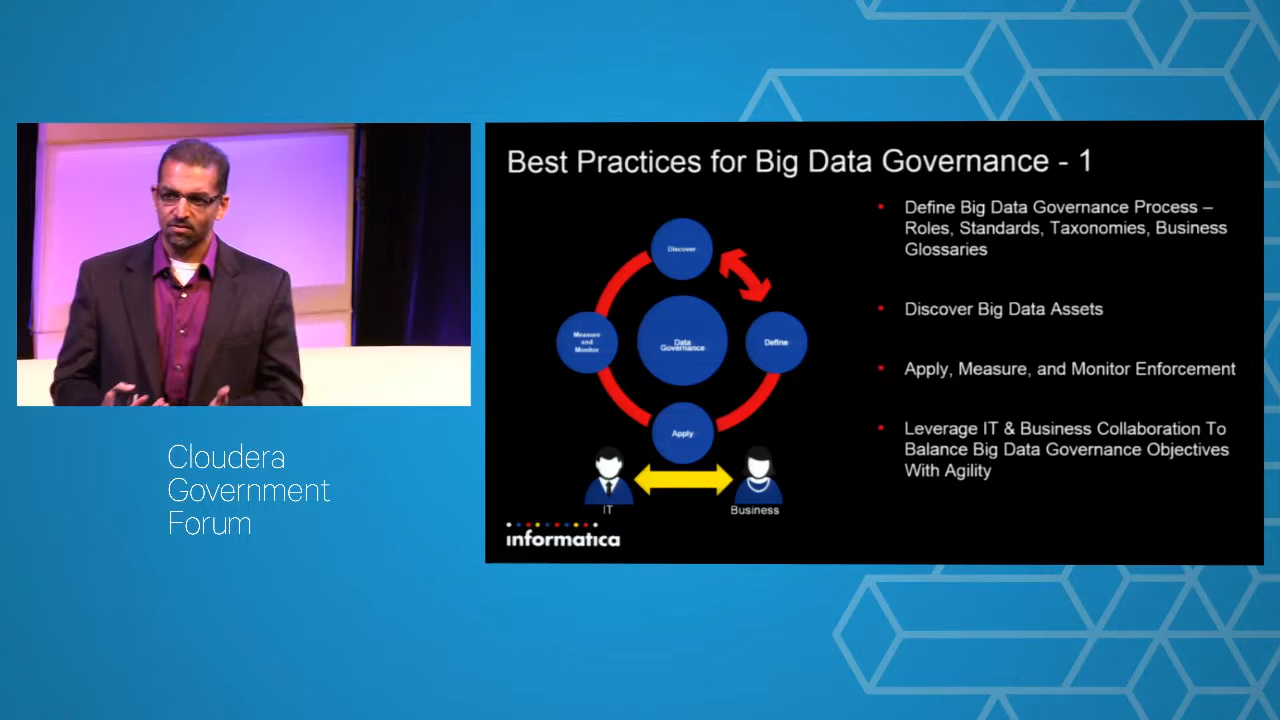 Best Practices for Big Data Governance - 1
Discover
Measure
and
Monitor
Data
Governance
Define
Apply
IT
Business
informatica
Define Big Data Governance Process –
Roles, Standards, Taxonomies, Business
Glossaries
Discover Big Data Assets
Apply, Measure, and Monitor Enforcement
Leverage IT & Business Collaboration To
Balance Big Data Governance Objectives
With Agility
Cloudera
Government
Forum